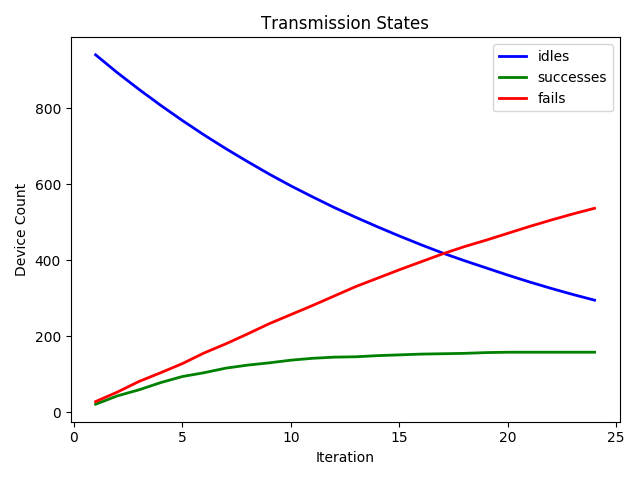 Transmission States
idles
successes
fails
Device Count
800
600
400
200
0
0 5 10 15 20 25
Iteration